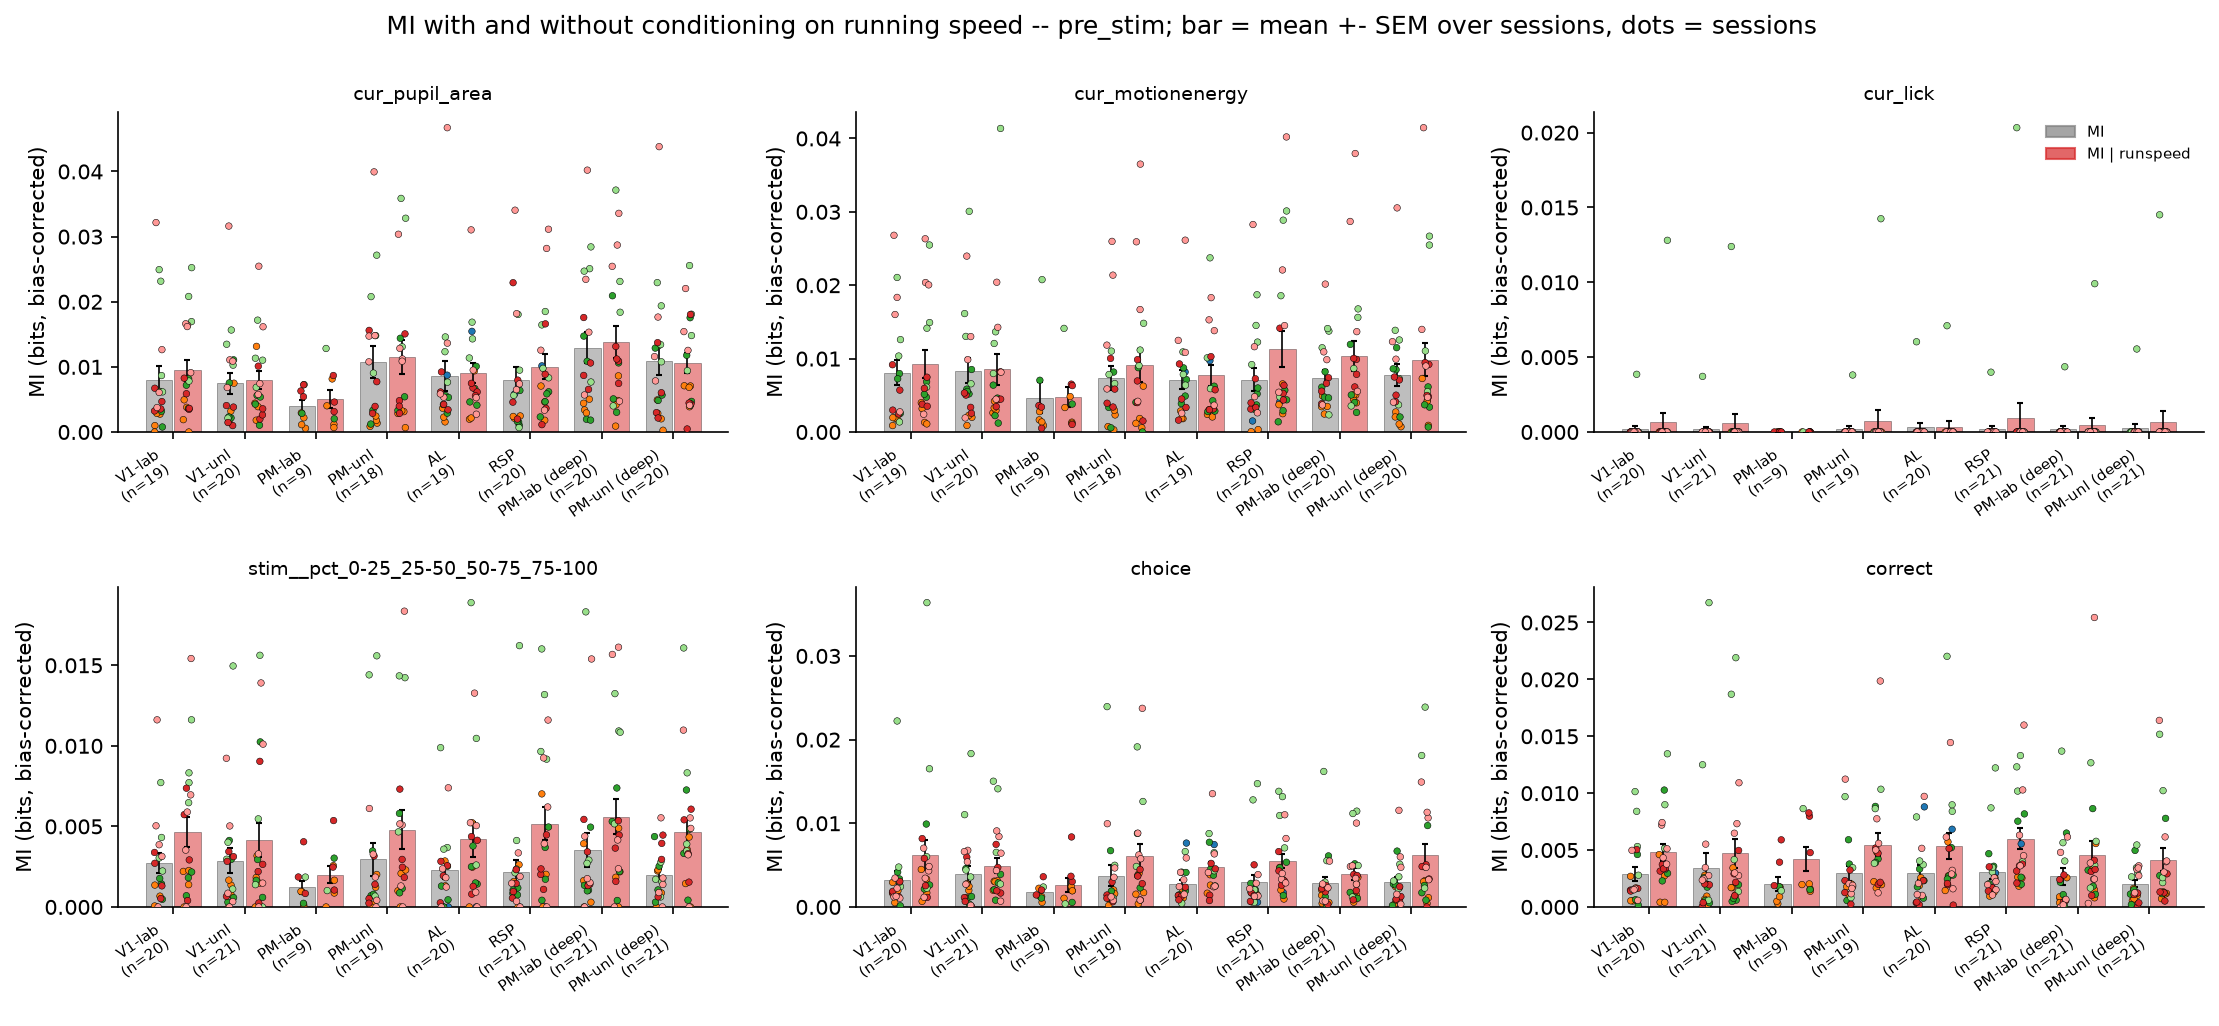 MI with and without conditioning on running speed -- pre_stim; bar = mean +- SEM over sessions, dots = sessions
cur_pupil_area
MI (bits, bias-corrected)
0.04
0.03
0.02
0.01
0.00
V1-lab
(n=19)
V1-unl
(n=20)
PM-lab
(n=9)
PM-unl
(n=18)
AL
(n=19)
RSP
(n=20)
PM-lab (deep)
(n=20)
PM-unl (deep)
(n=20)
cur_motionenergy
MI (bits, bias-corrected)
0.04
0.03
0.02
0.01
0.00
V1-lab
(n=19)
V1-unl
(n=20)
PM-lab
(n=9)
PM-unl
(n=18)
AL
(n=19)
RSP
(n=20)
PM-lab (deep)
(n=20)
PM-unl (deep)
(n=20)
cur_lick
MI (bits, bias-corrected)
0.020
0.015
0.010
0.005
0.000
MI
MI | runspeed
V1-lab
(n=20)
V1-unl
(n=21)
PM-lab
(n=9)
PM-unl
(n=19)
AL
(n=20)
RSP
(n=21)
PM-lab (deep)
(n=21)
PM-unl (deep)
(n=21)
stim__pct_0-25_25-50_50-75_75-100
MI (bits, bias-corrected)
0.015
0.010
0.005
0.000
V1-lab
(n=20)
V1-unl
(n=21)
PM-lab
(n=9)
PM-unl
(n=19)
AL
(n=20)
RSP
(n=21)
PM-lab (deep)
(n=21)
PM-unl (deep)
(n=21)
choice
MI (bits, bias-corrected)
0.03
0.02
0.01
0.00
V1-lab
(n=20)
V1-unl
(n=21)
PM-lab
(n=9)
PM-unl
(n=19)
AL
(n=20)
RSP
(n=21)
PM-lab (deep)
(n=21)
PM-unl (deep)
(n=21)
correct
MI (bits, bias-corrected)
0.025
0.020
0.015
0.010
0.005
0.000
V1-lab
(n=20)
V1-unl
(n=21)
PM-lab
(n=9)
PM-unl
(n=19)
AL
(n=20)
RSP
(n=21)
PM-lab (deep)
(n=21)
PM-unl (deep)
(n=21)